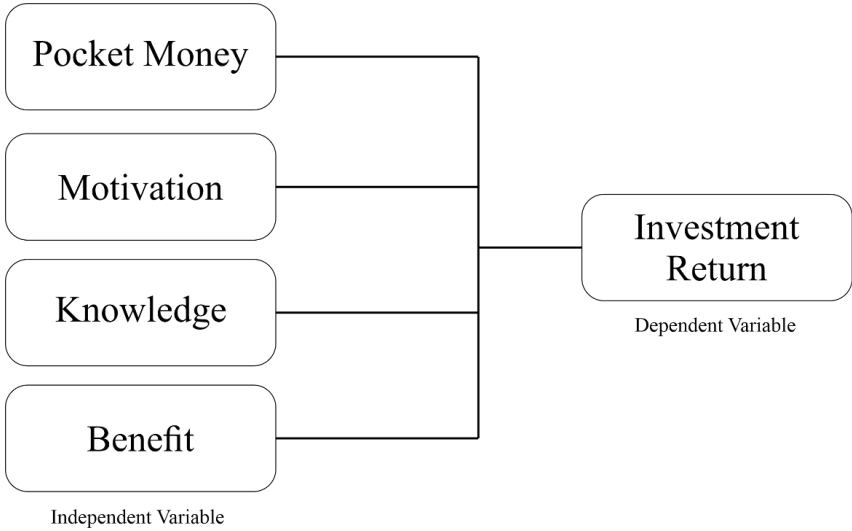 Pocket Money
Motivation
Knowledge
Benefit
Independent Variable
Investment
Return
Dependent Variable